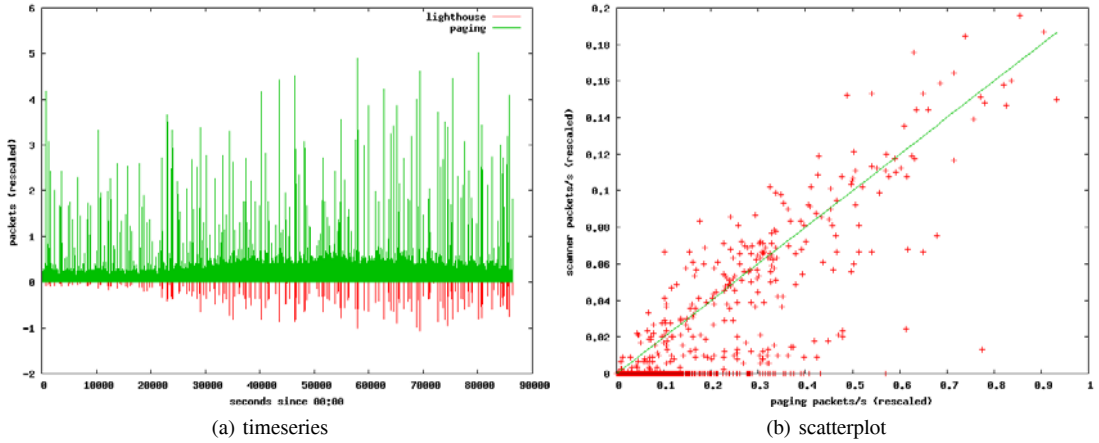 lighthouse
paging
packets (rescaled)
6
5
4
3
2
1
0
-1
-2
0 10000 20000 30000 40000 50000 60000 70000 80000 90000
seconds since 00:00
(a) timeseries
scanner packets/s (rescaled)
0.2
0.18
0.16
0.14
0.12
0.1
0.08
0.06
0.04
0.02
0
0 0.1 0.2 0.3 0.4 0.5 0.6 0.7 0.8 0.9 1
paging packets/s (rescaled)
(b) scatterplot